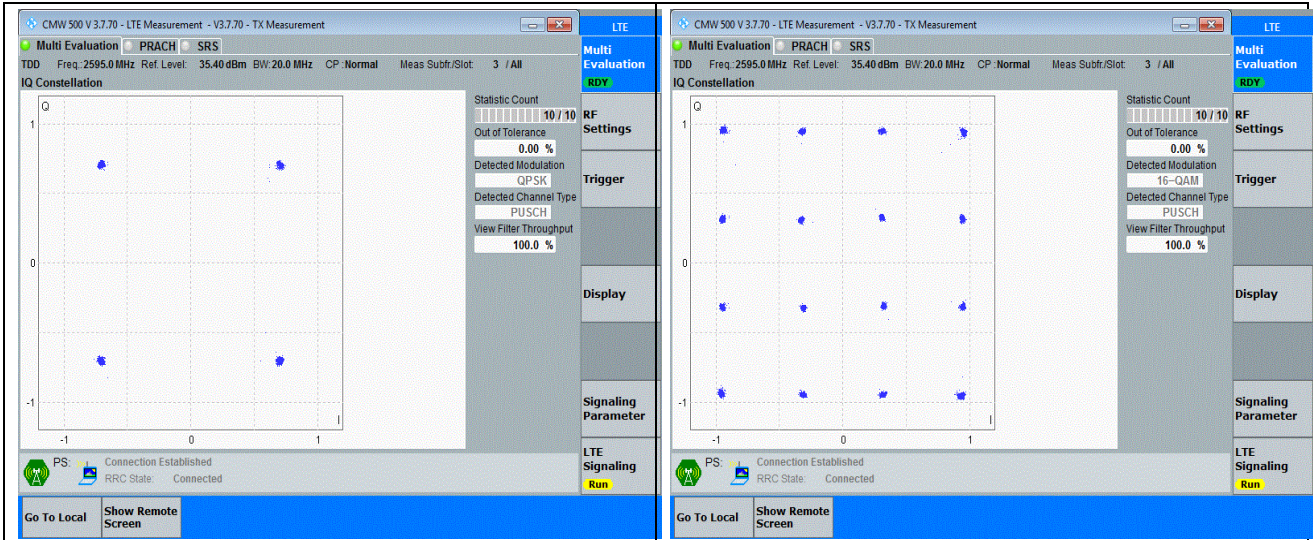 CMW 500 V 3.7.70 - LTE Measurement - V3.7.70 - TX Measurement
LTE
Multi Evaluation PRACH SRS
Multi
Evaluation
RDY
TDD Freq.:2595.0 MHz Ref. Level: 35.40 dBm BW:20.0 MHz CP :Normal Meas Subfr./Slot: 3 / All
IQ Constellation
Q
1
0
-1
-1
0
1
I
Statistic Count
10 / 10
Out of Tolerance
0.00 %
Detected Modulation
QPSK
Detected Channel Type
PUSCH
View Filter Throughput
100.0 %
RF
Settings
Trigger
Display
Signaling
Parameter
LTE
Signaling
Run
PS: Connection Established
RRC State: Connected
Go To Local
Show Remote
Screen
CMW 500 V 3.7.70 - LTE Measurement - V3.7.70 - TX Measurement
LTE
Multi Evaluation PRACH SRS
Multi
Evaluation
RDY
TDD Freq.:2595.0 MHz Ref. Level: 35.40 dBm BW:20.0 MHz CP :Normal Meas Subfr./Slot: 3 / All
IQ Constellation
Q
1
0
-1
-1
0
1
I
Statistic Count
10 / 10
Out of Tolerance
0.00 %
Detected Modulation
16-QAM
Detected Channel Type
PUSCH
View Filter Throughput
100.0 %
RF
Settings
Trigger
Display
Signaling
Parameter
LTE
Signaling
Run
PS: Connection Established
RRC State: Connected
Go To Local
Show Remote
Screen